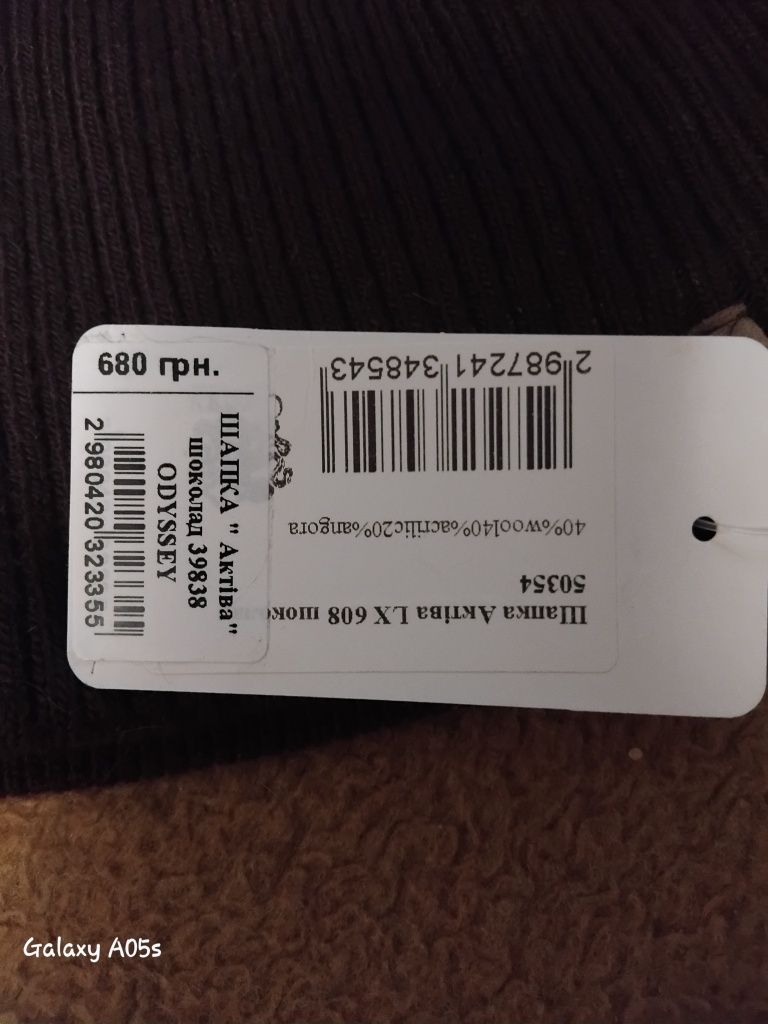 680 грн.
ШАПКА " Актіва"
шоколад 39838
ODYSSEY
2 980420 323355
Шапка Актіва LX 608 шоко
50354
40%wool40%acrilic20%angora
2 987241 348543
Galaxy A05s